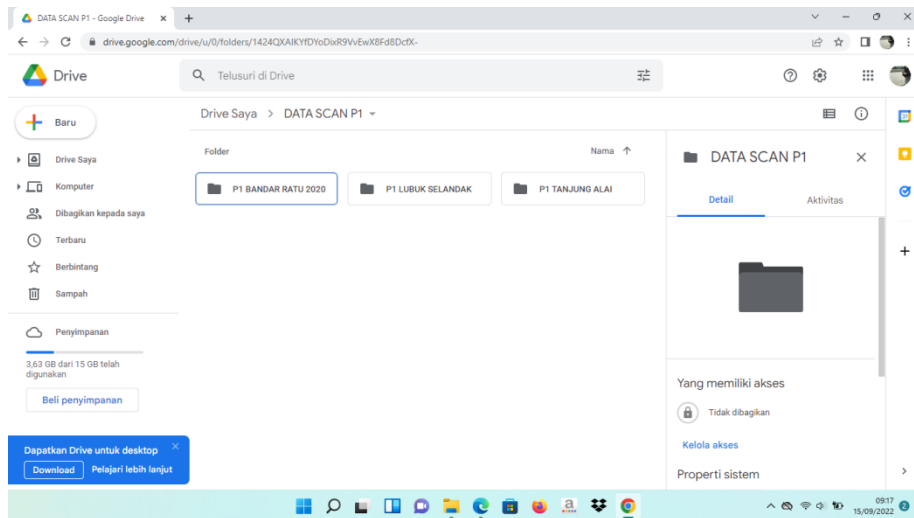 DATA SCAN P1 - Google Drive
drive.google.com/drive/u/0/folders/1424QXAIKYfDYoDixR9VvEwX8Fd8DcfX-
Drive
Telusuri di Drive
Baru
Drive Saya > DATA SCAN P1
Folder
Nama
P1 BANDAR RATU 2020
P1 LUBUK SELANDAK
P1 TANJUNG ALAI
Drive Saya
Komputer
Dibagikan kepada saya
Terbaru
Berbintang
Sampah
Penyimpanan
3,63 GB dari 15 GB telah
digunakan
Beli penyimpanan
Dapatkan Drive untuk desktop
Download Pelajari lebih lanjut
DATA SCAN P1
Detail Aktivitas
Yang memiliki akses
Tidak dibagikan
Kelola akses
Properti sistem
09:17
15/09/2022
2